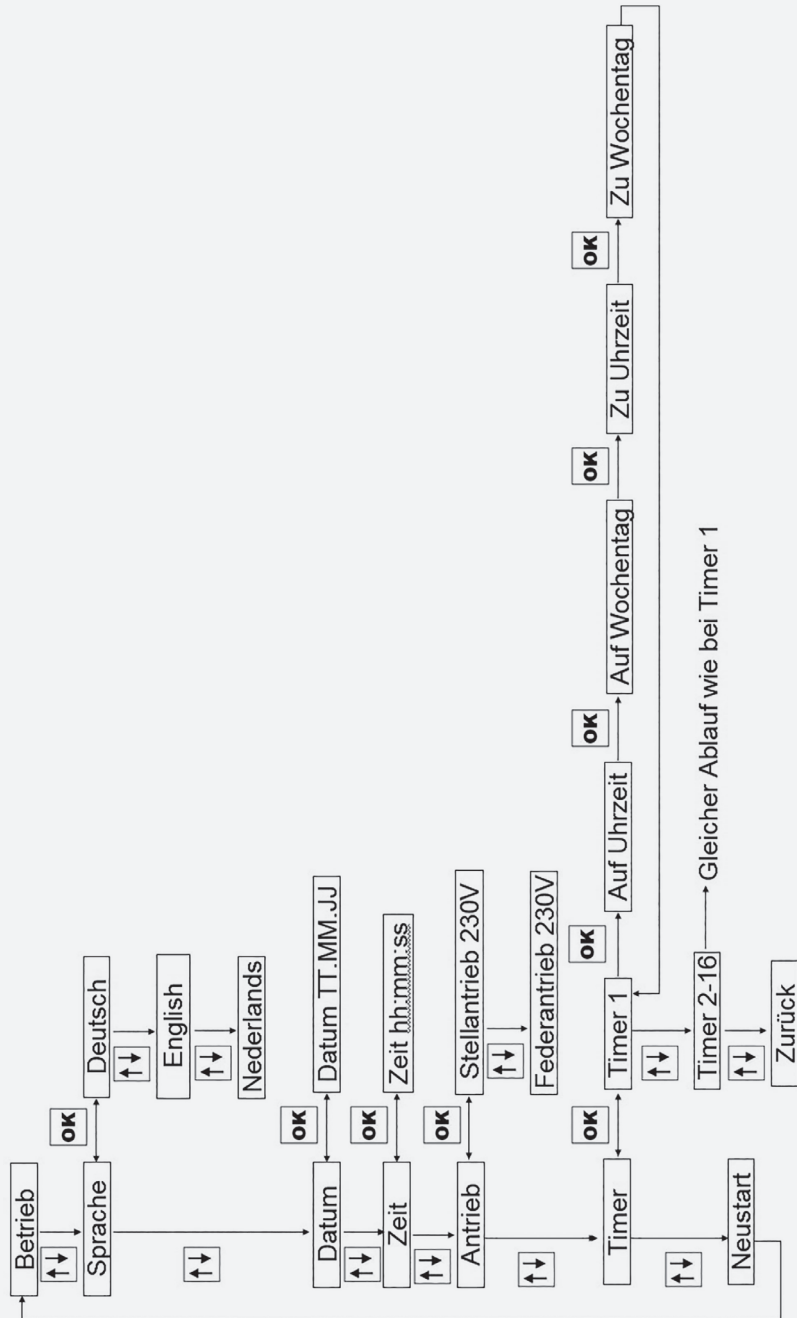 Betrieb
Sprache
OK
Deutsch
English
Nederlands
Datum
OK
Datum TT.MM.JJ
Zeit
OK
Zeit hh:mm:ss
Antrieb
OK
Stellantrieb 230V
Federantrieb 230V
Timer
OK
Timer 1
OK
Auf Uhrzeit
OK
Auf Wochentag
OK
Zu Uhrzeit
OK
Zu Wochentag
Timer 2-16
Gleicher Ablauf wie bei Timer 1
Zurück
Neustart